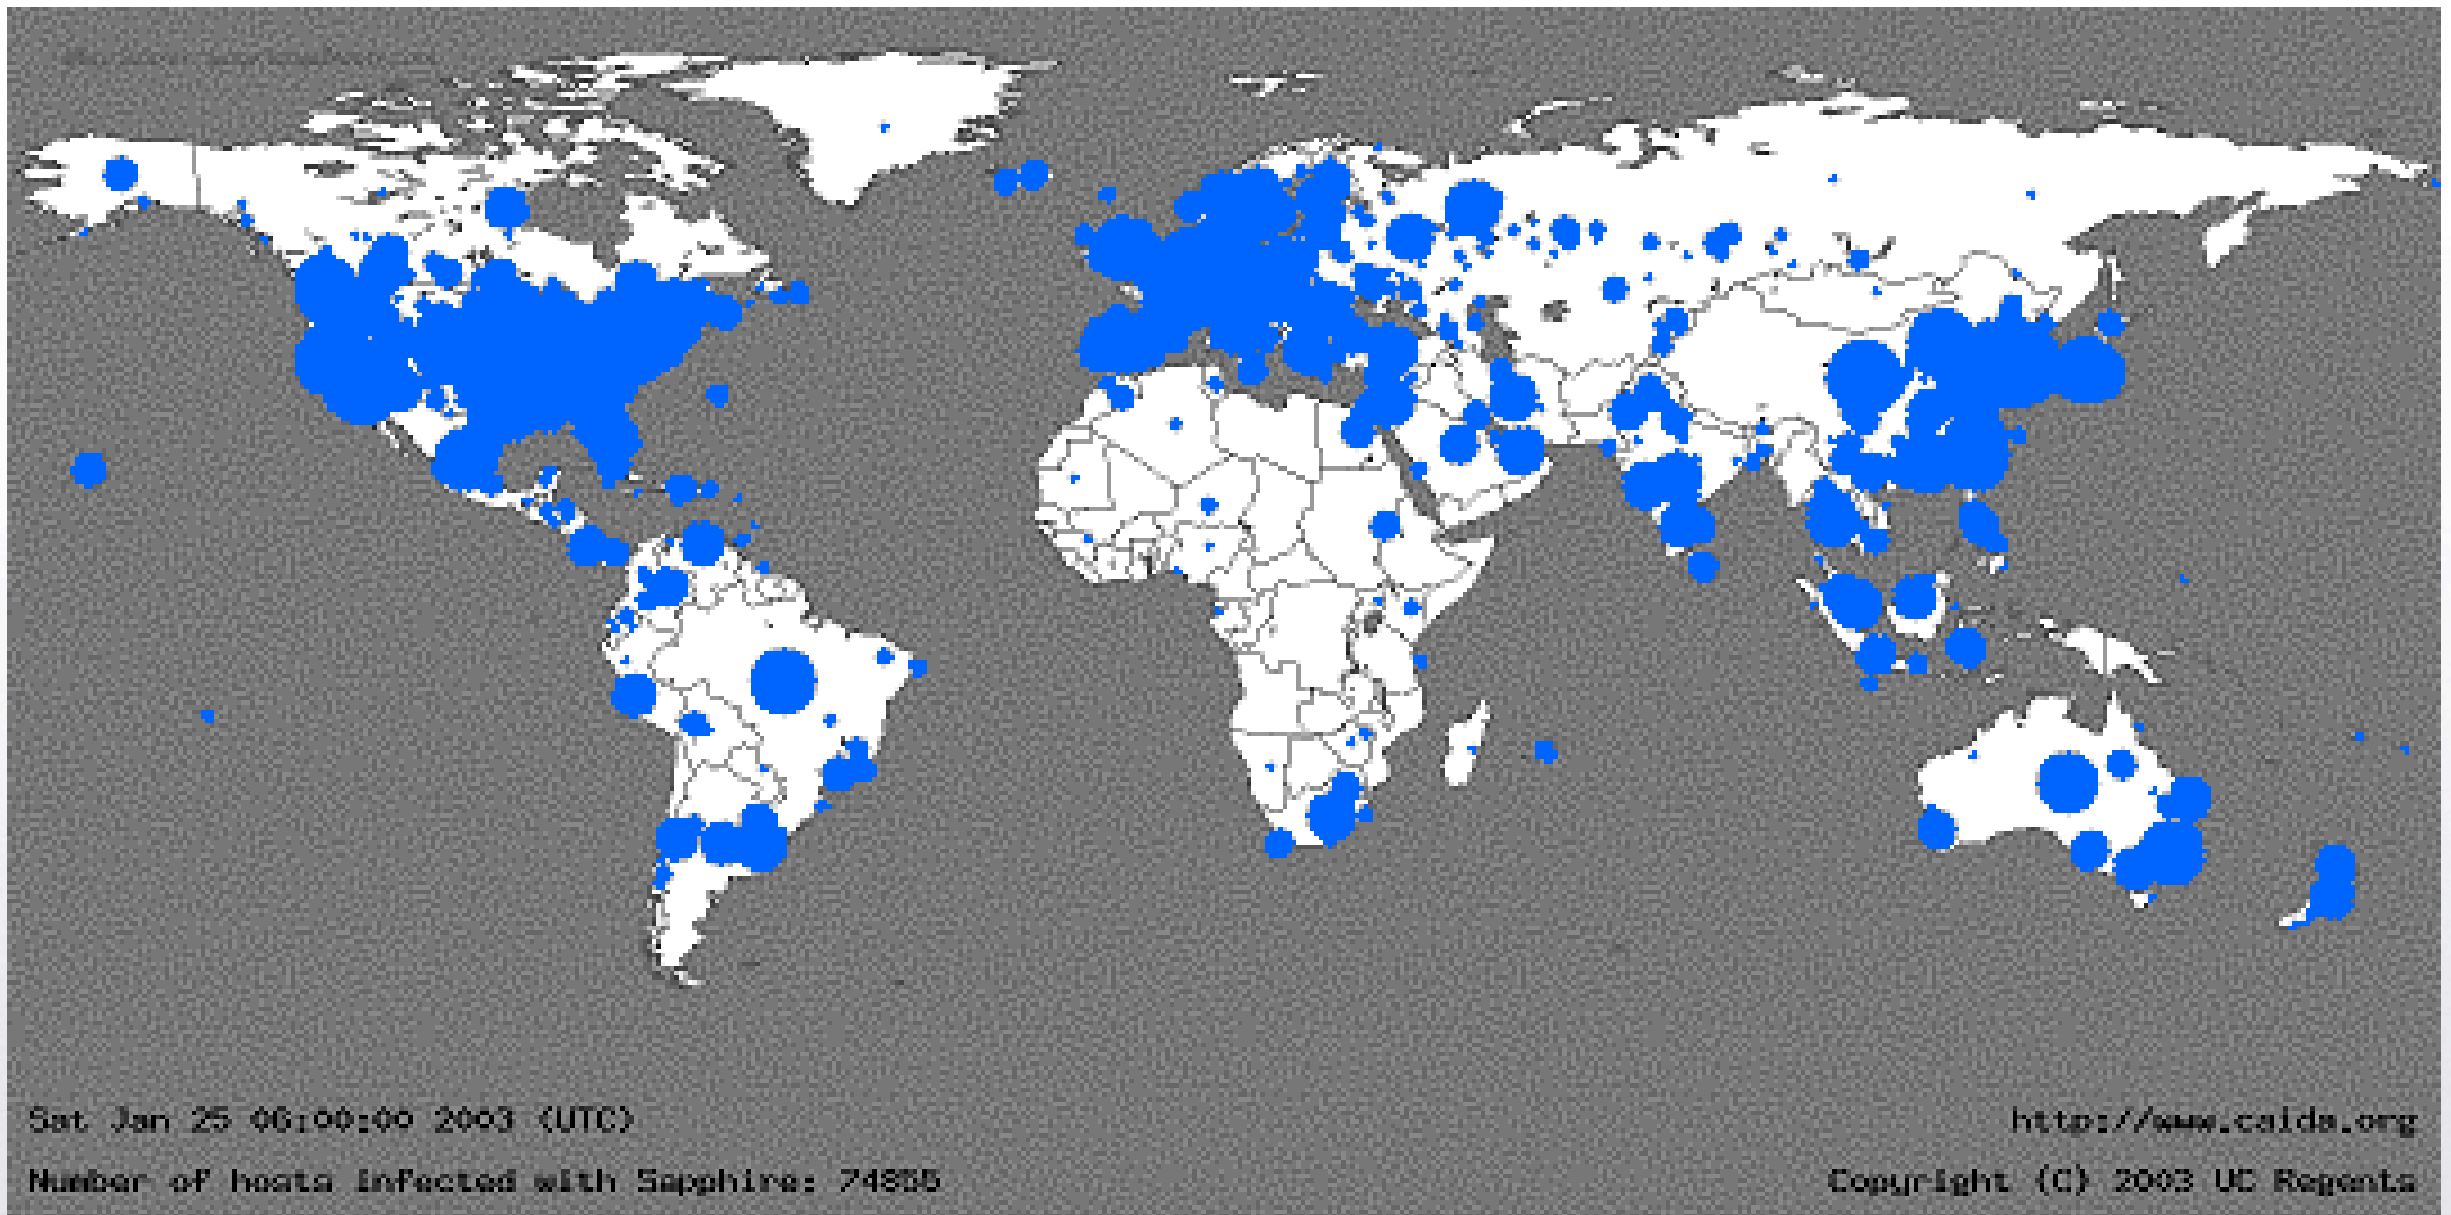 Sat Jan 25 06:00:00 2003 (UTC)
http://www.caida.org
Number of hosts infected with Sapphire: 74855
Copyright (C) 2003 UC Regents